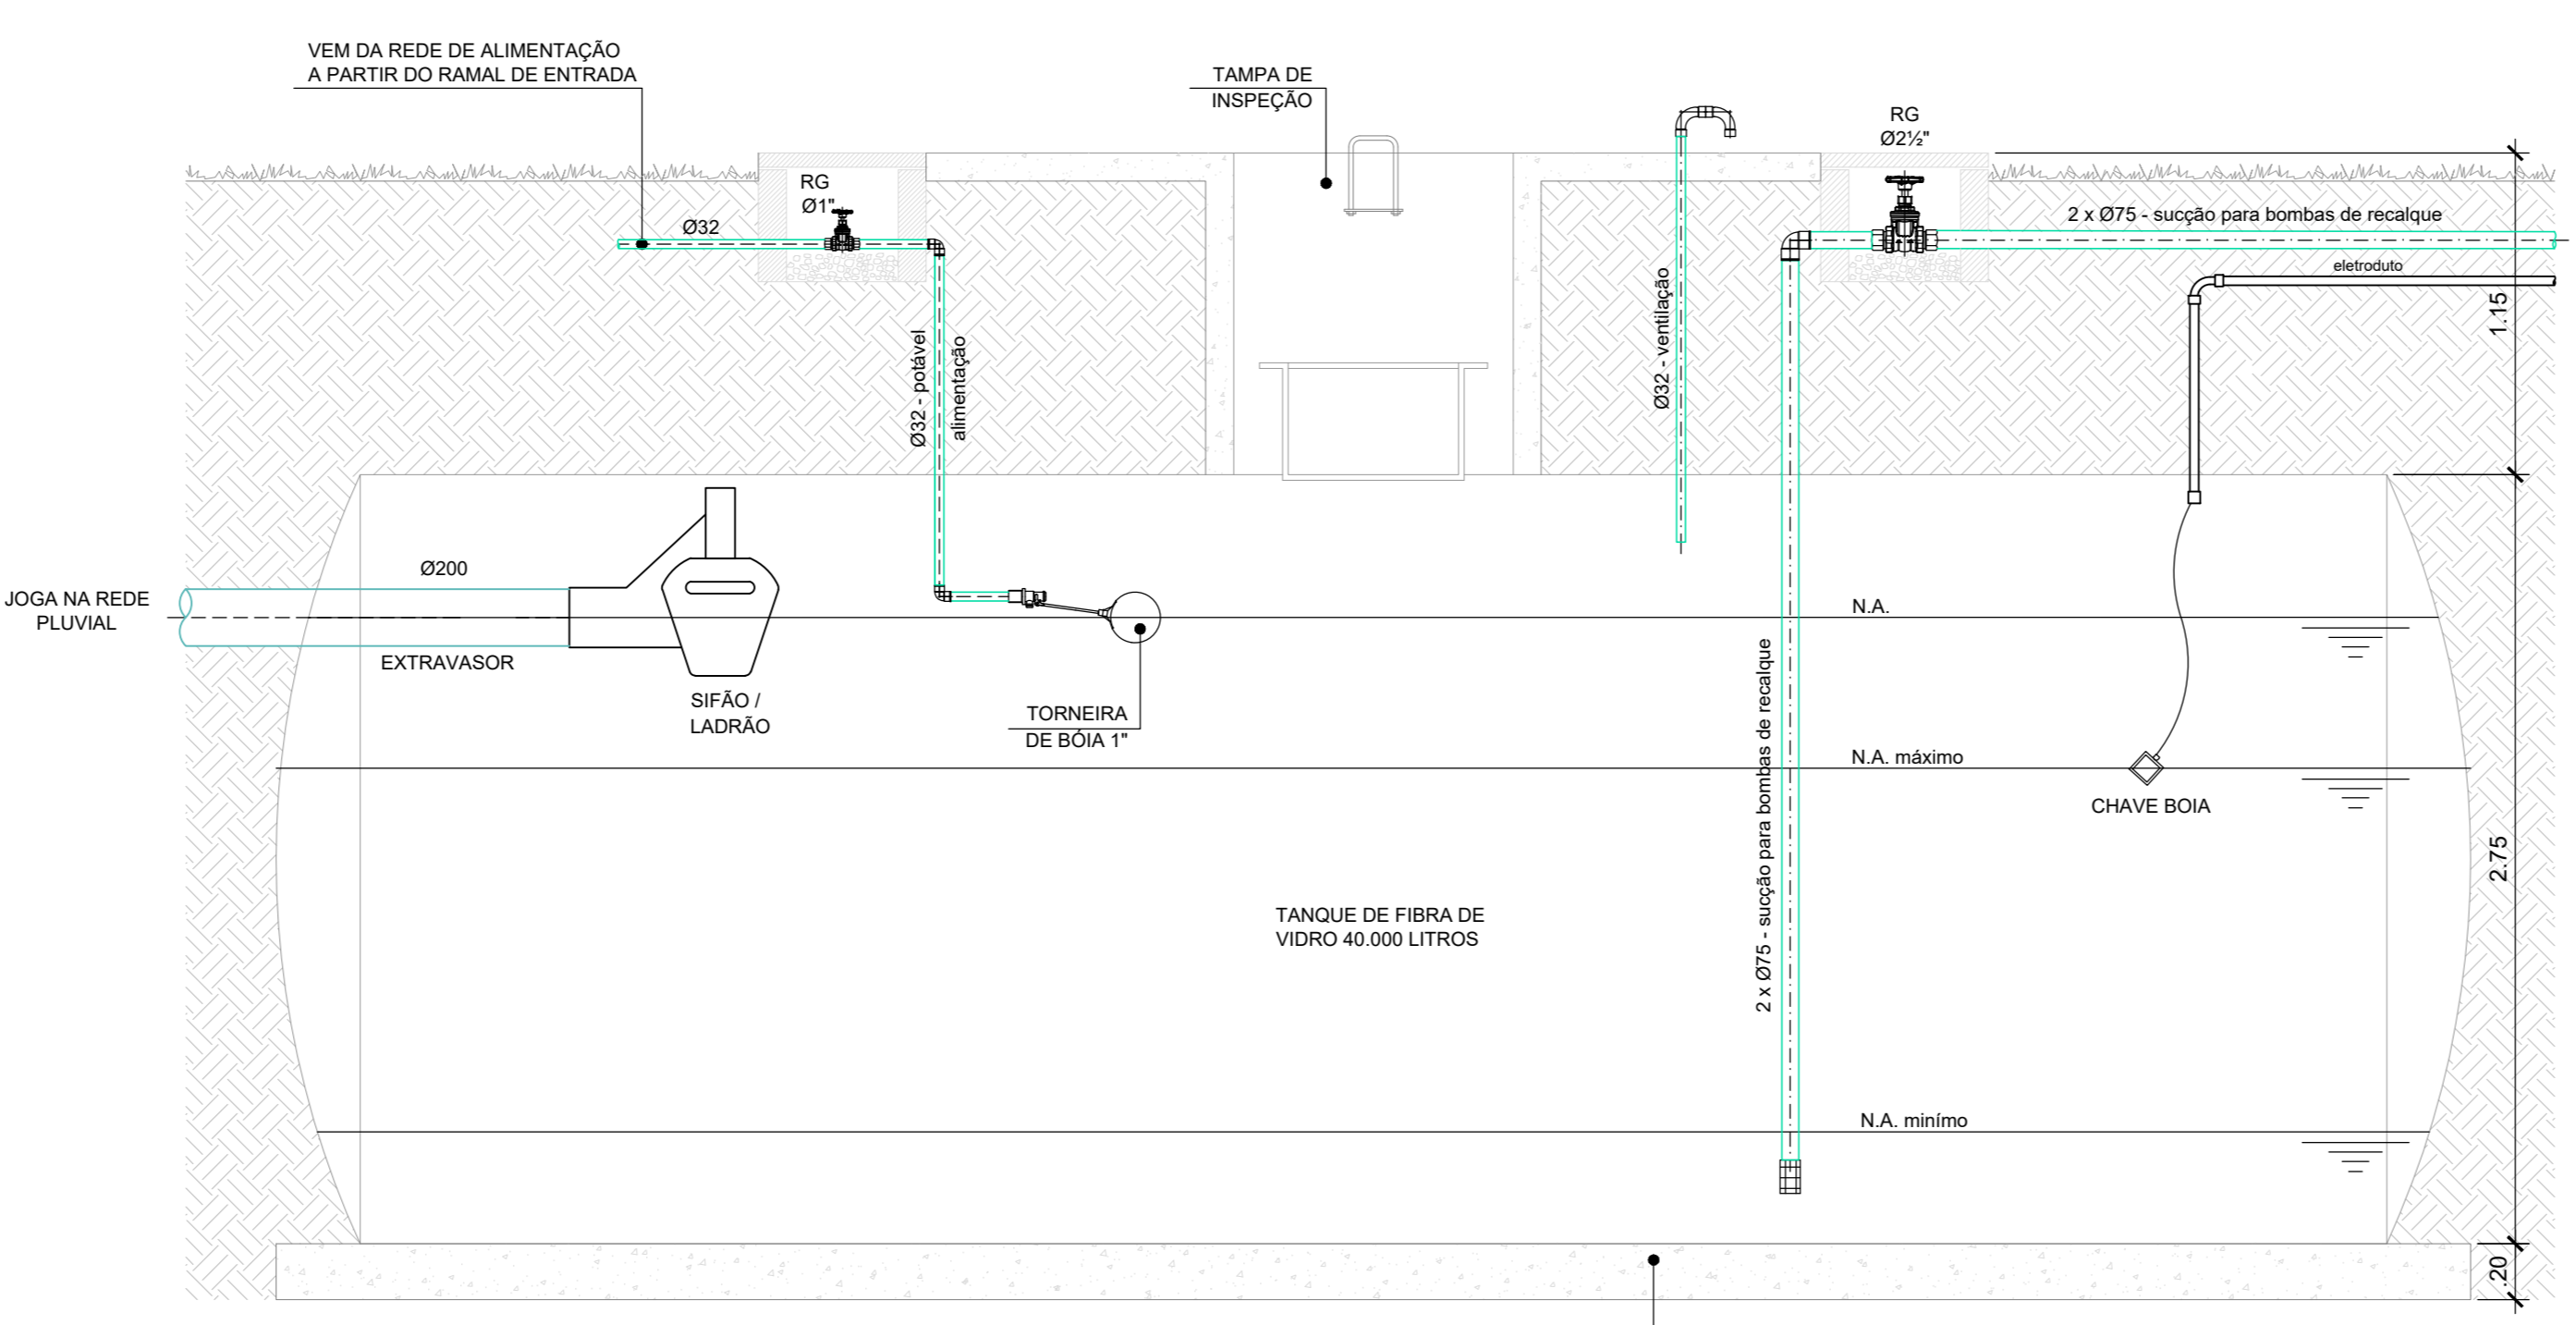 VEM DA REDE DE ALIMENTAÇÃO
A PARTIR DO RAMAL DE ENTRADA
TAMPA DE
INSPEÇÃO
RG
Ø2½"
RG
Ø1"
Ø32
2 x Ø75 - sucção para bombas de recalque
eletroduto
1.15
Ø32 - potável
alimentação
Ø32 - ventilação
Ø200
JOGA NA REDE
PLUVIAL
EXTRAVASOR
SIFÃO /
LADRÃO
TORNEIRA
DE BÓIA 1"
N.A.
2 x Ø75 - sucção para bombas de recalque
N.A. máximo
CHAVE BOIA
2.75
TANQUE DE FIBRA DE
VIDRO 40.000 LITROS
N.A. minímo
.20